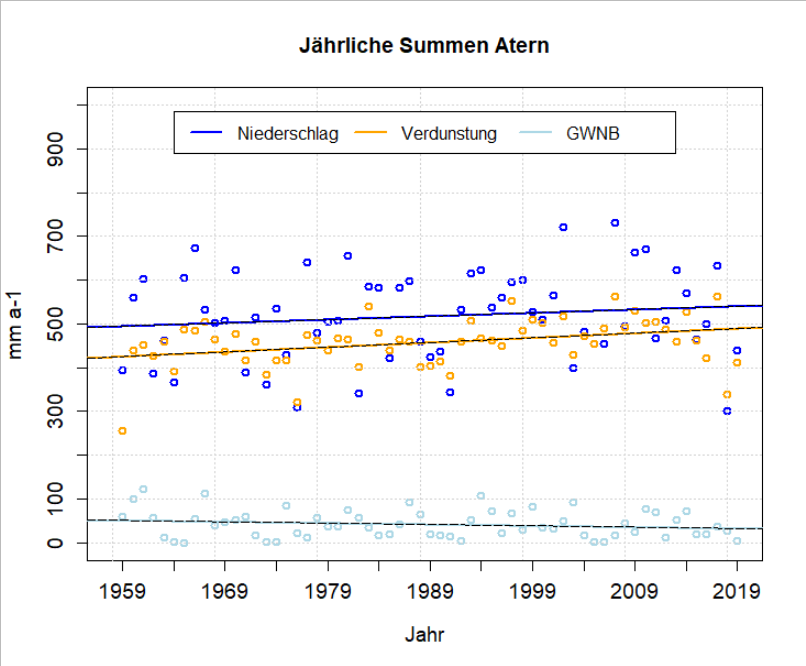 Jährliche Summen Atern
Niederschlag Verdunstung GWNB
900
700
500
300
100
0
mm a-1
1959 1969 1979 1989 1999 2009 2019
Jahr